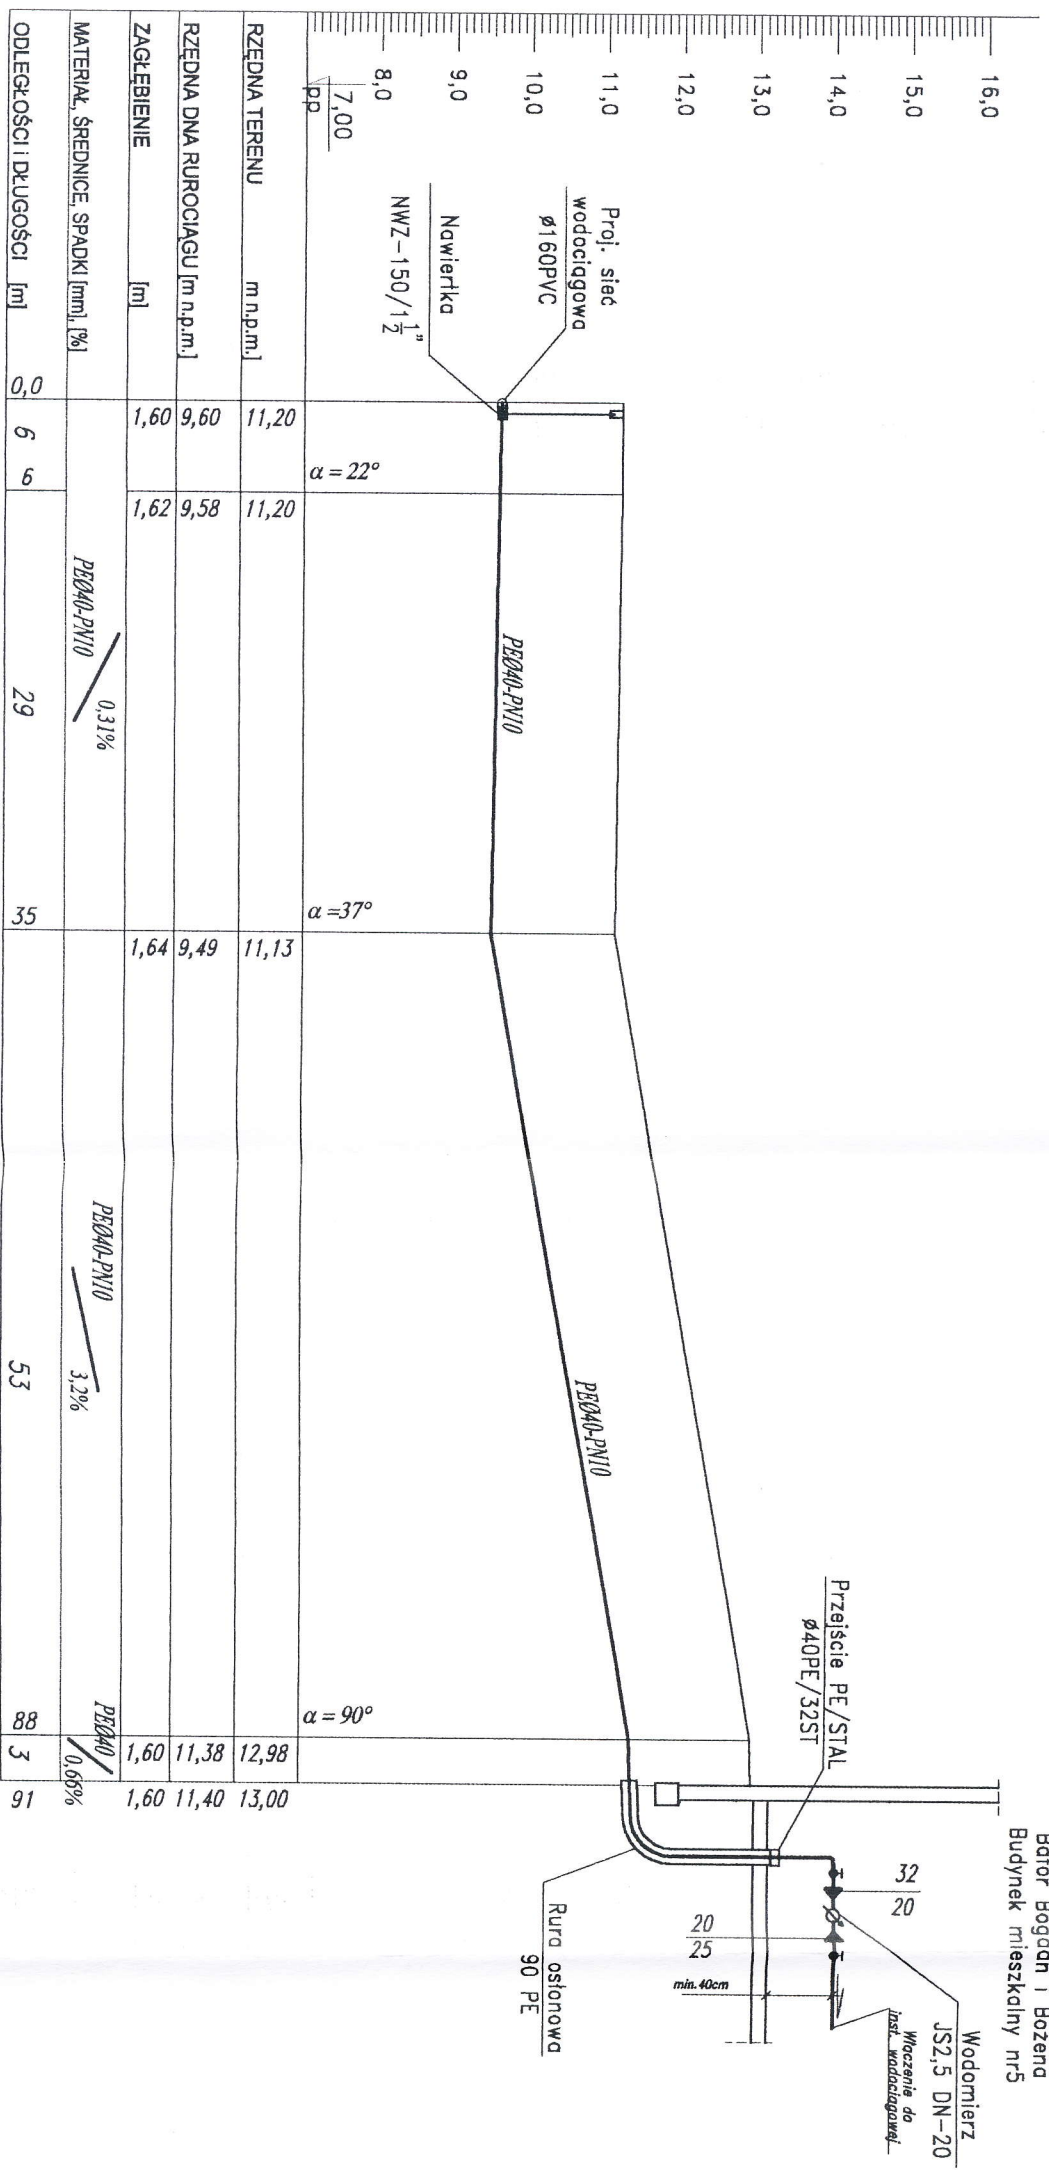 16,0
15,0
14,0
13,0
12,0
11,0
10,0
9,0
8,0
7,00
pp
Proj. sieć
wodociągowa
ø160PVC
Nawiertka
NWZ-150/1½"
PEØ40-PN10
PEØ40-PN10
Przejście PE/STAL
ø40PE/32ST
Rura osłonowa
90 PE
Bator Bogdan i Bożena
Budynek mieszkalny nr5
Wodomierz
JS2,5 DN-20
Włączenie do
inst. wodociągowej
32
20
20
25
min. 40cm
α = 22°
α =37°
α = 90°
RZĘDNA TERENU m n.p.m.] 11,20 11,20 11,13 12,98 13,00
RZĘDNA DNA RUROCIĄGU [m n.p.m.] 9,60 9,58 9,49 11,38 11,40
ZAGŁĘBIENIE [m] 1,60 1,62 1,64 1,60 1,60
MATERIAŁ, ŚREDNICE, SPADKI [mm], [%] PEØ40-PN10 0,31% PEØ40-PN10 3,2% PEØ40 0,66%
ODLEGŁOŚCI i DŁUGOŚCI [m] 0,0 6 6 29 35 53 88 3 91